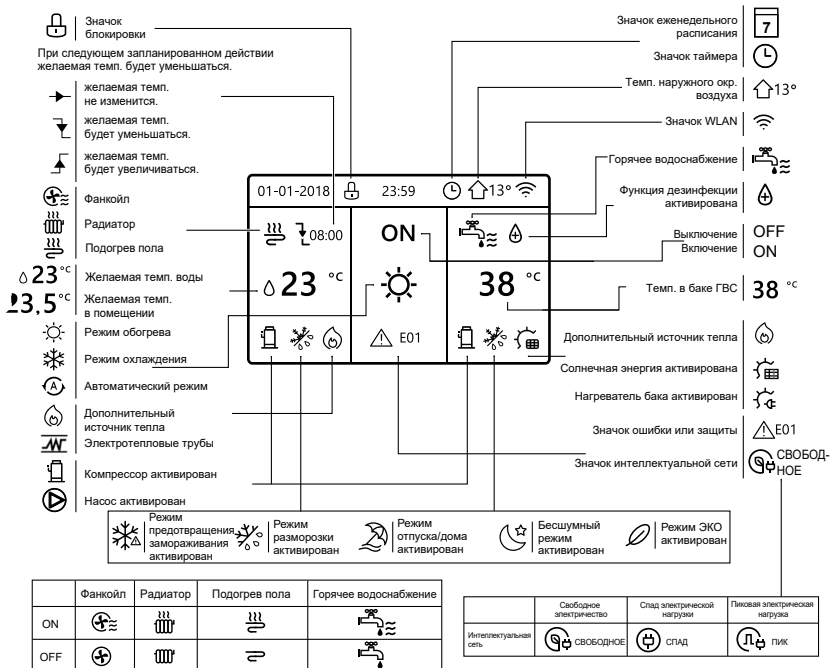 Значок
блокировки
При следующем запланированном действии
желаемая темп. будет уменьшаться.
желаемая темп.
не изменится.
желаемая темп.
будет уменьшаться.
желаемая темп.
будет увеличиваться.
Фанкойл
Радиатор
Подогрев пола
23 °C
Желаемая темп. воды
23,5 °C
Желаемая темп.
в помещении
Режим обогрева
Режим охлаждения
Автоматический режим
Дополнительный
источник тепла
Электротепловые трубы
Компрессор активирован
Насос активирован
01-01-2018 23:59 13°
08:00
ON
23 °C
38 °C
E01
Значок еженедельного
расписания
7
Значок таймера
Темп. наружного окр.
воздуха
13°
Значок WLAN
Горячее водоснабжение
Функция дезинфекции
активирована
Выключение OFF
Включение ON
Темп. в баке ГВС 38 °C
Дополнительный источник тепла
Солнечная энергия активирована
Нагреватель бака активирован
Значок ошибки или защиты E01
Значок интеллектуальной сети
СВОБОД-
НОЕ
Режим
предотвращения
замораживания
активирован
Режим
разморозки
активирован
Режим
отпуска/дома
активирован
Бесшумный
режим
активирован
Режим ЭКО
активирован
Фанкойл Радиатор Подогрев пола Горячее водоснабжение
ON
OFF
Свободное
электричество
Спад электрической
нагрузки
Пиковая электрическая
нагрузка
Интеллектуальная
сеть
СВОБОДНОЕ СПАД ПИК